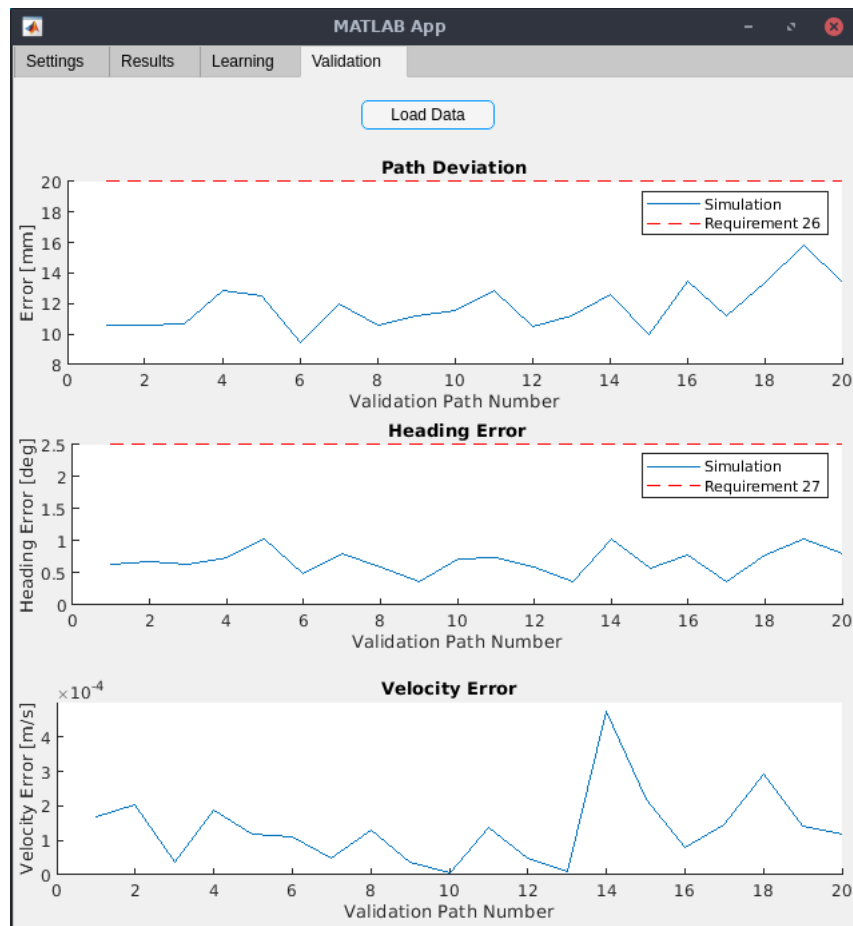 MATLAB App
Settings Results Learning Validation
Load Data
Path Deviation
20
18
16
14
12
10
8
Error [mm]
Simulation
Requirement 26
0 2 4 6 8 10 12 14 16 18 20
Validation Path Number
Heading Error
2.5
2
1.5
1
0.5
0
Heading Error [deg]
Simulation
Requirement 27
0 2 4 6 8 10 12 14 16 18 20
Validation Path Number
Velocity Error
×10-4
4
3
2
1
0
Velocity Error [m/s]
0 2 4 6 8 10 12 14 16 18 20
Validation Path Number